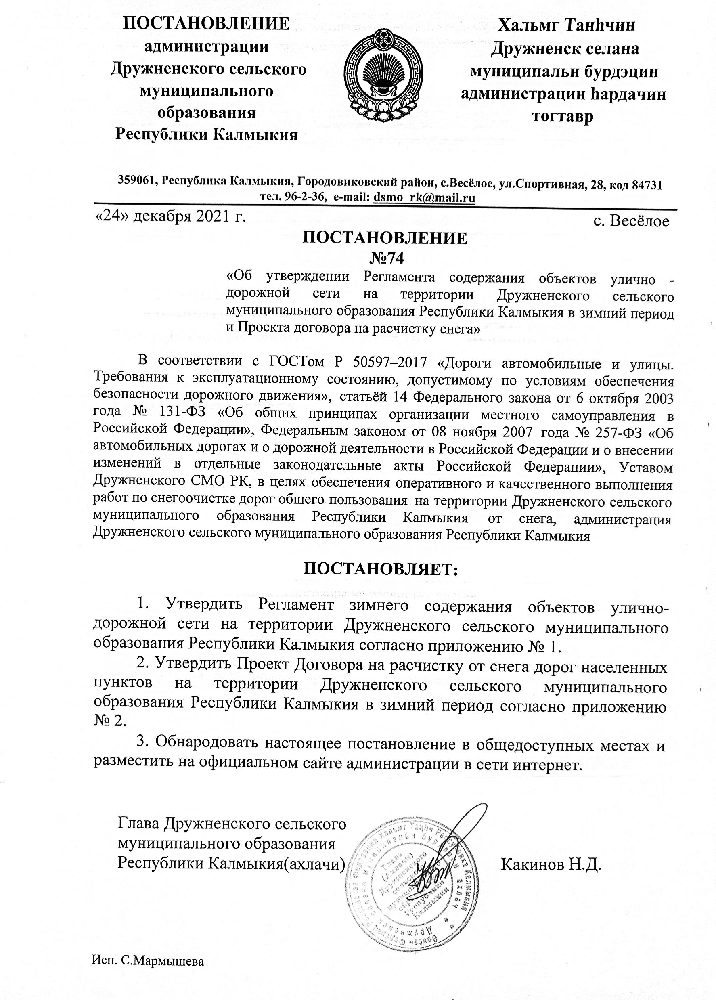 ПОСТАНОВЛЕНИЕ
администрации
Дружненского сельского
муниципального
образования
Республики Калмыкия
Хальмг Танһчин
Дружненск селана
муниципальн бурдэцин
администрацин һардачин
тогтавр
359061, Республика Калмыкия, Городовиковский район, с.Весёлое, ул.Спортивная, 28, код 84731
тел. 96-2-36, e-mail: dsmo_rk@mail.ru
«24» декабря 2021 г.
с. Весёлое
ПОСТАНОВЛЕНИЕ
№74
«Об утверждении Регламента содержания объектов улично -
дорожной сети на территории Дружненского сельского
муниципального образования Республики Калмыкия в зимний период
и Проекта договора на расчистку снега»
В соответствии с ГОСТом Р 50597–2017 «Дороги автомобильные и улицы.
Требования к эксплуатационному состоянию, допустимому по условиям обеспечения
безопасности дорожного движения», статьёй 14 Федерального закона от 6 октября 2003
года № 131-ФЗ «Об общих принципах организации местного самоуправления в
Российской Федерации», Федеральным законом от 08 ноября 2007 года № 257-ФЗ «Об
автомобильных дорогах и о дорожной деятельности в Российской Федерации и о внесении
изменений в отдельные законодательные акты Российской Федерации», Уставом
Дружненского СМО РК, в целях обеспечения оперативного и качественного выполнения
работ по снегоочистке дорог общего пользования на территории Дружненского сельского
муниципального образования Республики Калмыкия от снега, администрация
Дружненского сельского муниципального образования Республики Калмыкия
ПОСТАНОВЛЯЕТ:
1. Утвердить Регламент зимнего содержания объектов улично-
дорожной сети на территории Дружненского сельского муниципального
образования Республики Калмыкия согласно приложению № 1.
2. Утвердить Проект Договора на расчистку от снега дорог населенных
пунктов на территории Дружненского сельского муниципального
образования Республики Калмыкия в зимний период согласно приложению
№ 2.
3. Обнародовать настоящее постановление в общедоступных местах и
разместить на официальном сайте администрации в сети интернет.
Глава Дружненского сельского
муниципального образования
Республики Калмыкия(ахлачи)
Какинов Н.Д.
Глава
(Ахлачи)
Дружненского
сельского
Республики
Калмыкия
Исп. С.Мармышева